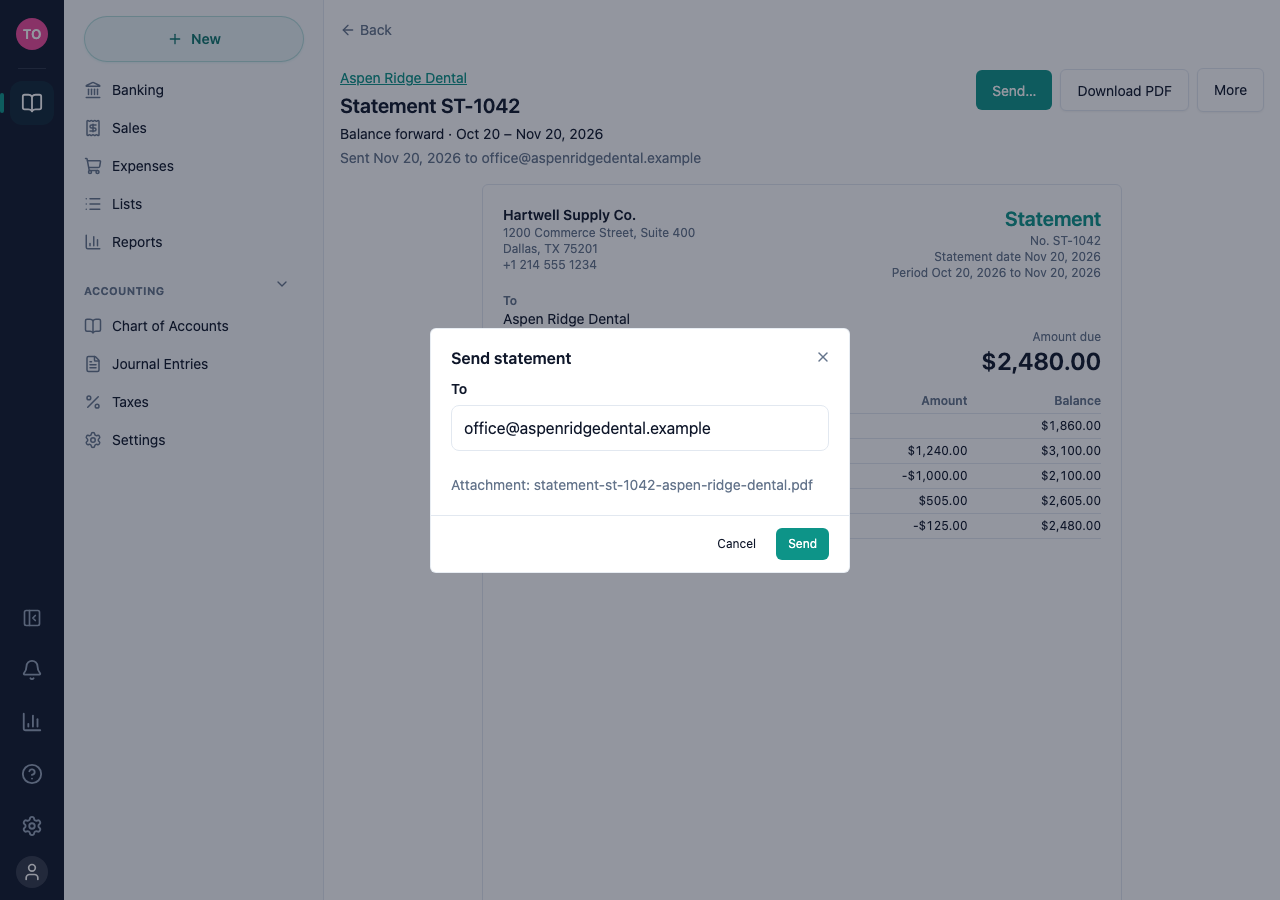 TO
New
Banking
Sales
Expenses
Lists
Reports
ACCOUNTING
Chart of Accounts
Journal Entries
Taxes
Settings
Back
Aspen Ridge Dental
Statement ST-1042
Balance forward · Oct 20 – Nov 20, 2026
Sent Nov 20, 2026 to office@aspenridgedental.example
Send...
Download PDF
More
Hartwell Supply Co.
1200 Commerce Street, Suite 400
Dallas, TX 75201
+1 214 555 1234
Statement
No. ST-1042
Statement date Nov 20, 2026
Period Oct 20, 2026 to Nov 20, 2026
To
Aspen Ridge Dental
Amount due
$2,480.00
Amount Balance
$1,860.00
$1,240.00 $3,100.00
-$1,000.00 $2,100.00
$505.00 $2,605.00
-$125.00 $2,480.00
Send statement
To
office@aspenridgedental.example
Attachment: statement-st-1042-aspen-ridge-dental.pdf
Cancel
Send